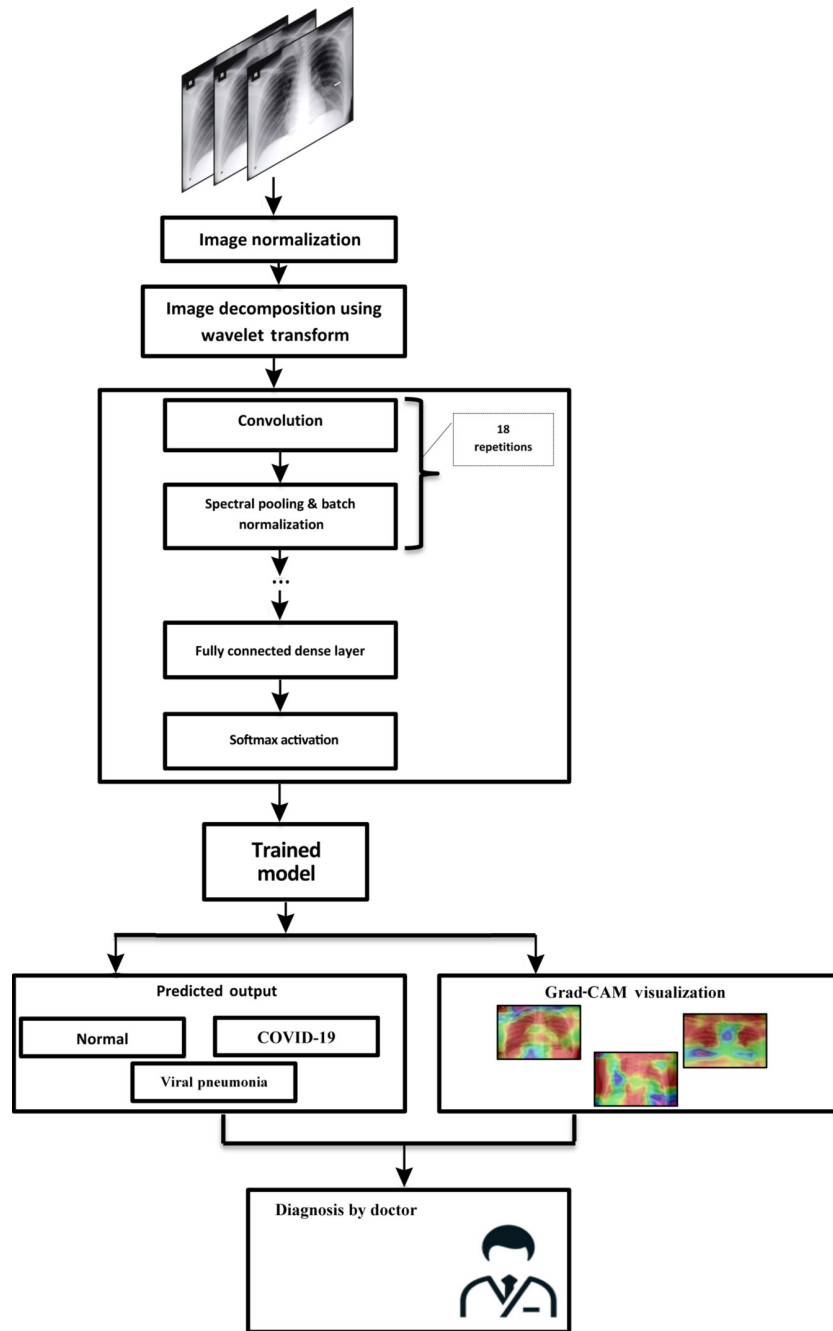 Image normalization
Image decomposition using
wavelet transform
Convolution
18
repetitions
Spectral pooling & batch
normalization
...
Fully connected dense layer
Softmax activation
Trained
model
Predicted output
Normal
COVID-19
Viral pneumonia
Grad-CAM visualization
Diagnosis by doctor